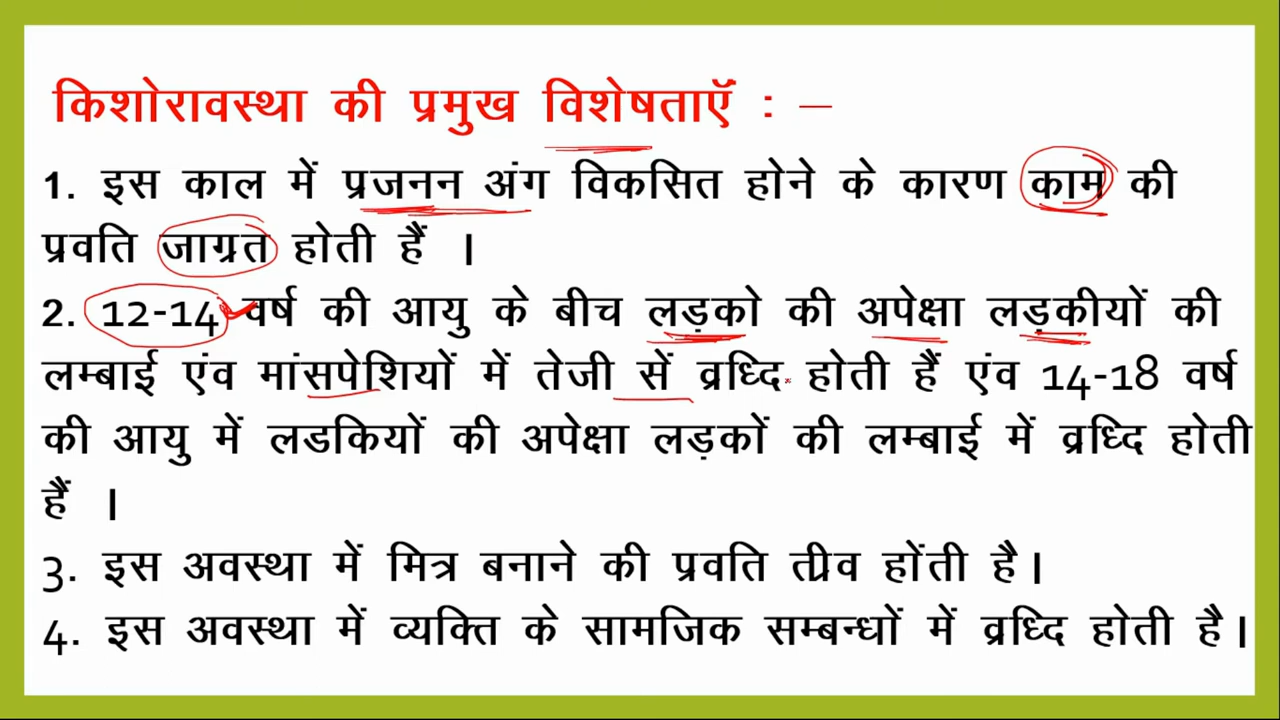 किशोरावस्था की प्रमुख विशेषताऍं : –
1. इस काल में प्रजनन अंग विकसित होने के कारण काम की
प्रवति जाग्रत होती हैं ।
2. 12-14 वर्ष की आयु के बीच लड़को की अपेक्षा लड़कीयों की
लम्बाई एंव मांसपेशियों में तेजी सें व्रध्दि होती हैं एंव 14-18 वर्ष
की आयु में लडकियों की अपेक्षा लड़कों की लम्बाई में व्रध्दि होती
हैं ।
3. इस अवस्था में मित्र बनाने की प्रवति तीव्र होंती है।
4. इस अवस्था में व्यक्ति के सामजिक सम्बन्धों में व्रध्दि होती है।